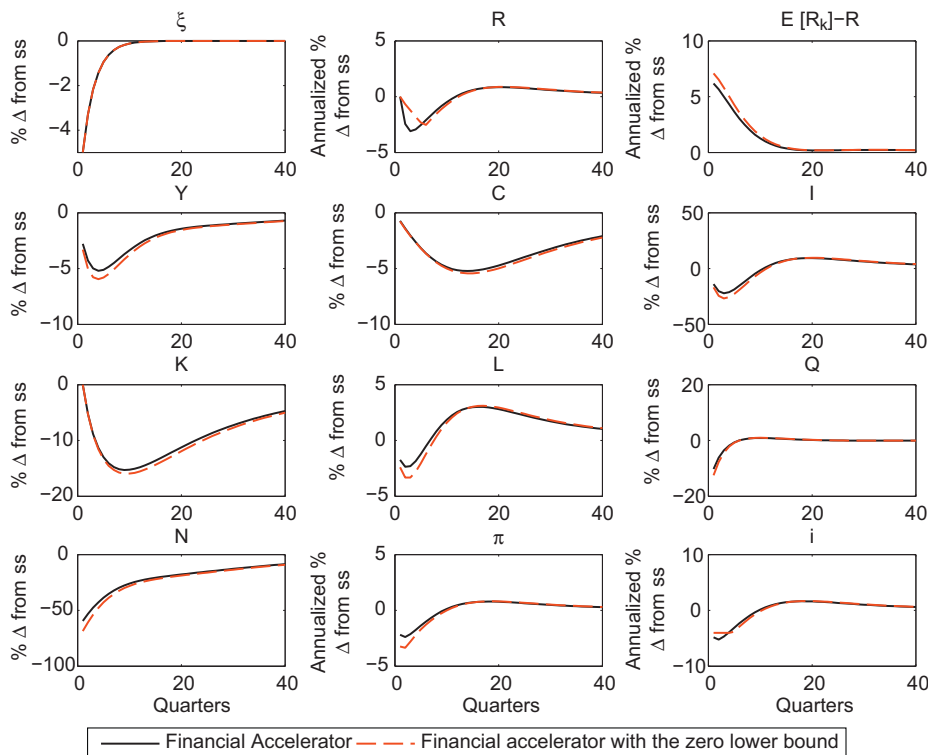 ξ R E [Rk]−R
% Δ from ss
0
−2
−4
0 20 40
Annualized %
Δ from ss
5
0
−5
0 20 40
Annualized %
Δ from ss
10
5
0
0 20 40
Y C I
% Δ from ss
0
−5
−10
0 20 40
% Δ from ss
0
−5
−10
0 20 40
% Δ from ss
50
0
−50
0 20 40
K L Q
% Δ from ss
0
−10
−20
0 20 40
% Δ from ss
5
0
−5
0 20 40
% Δ from ss
20
0
−20
0 20 40
N π i
% Δ from ss
0
−50
−100
0 20 40
Quarters
Annualized %
Δ from ss
5
0
−5
0 20 40
Quarters
Annualized %
Δ from ss
10
0
−10
0 20 40
Quarters
Financial Accelerator Financial accelerator with the zero lower bound